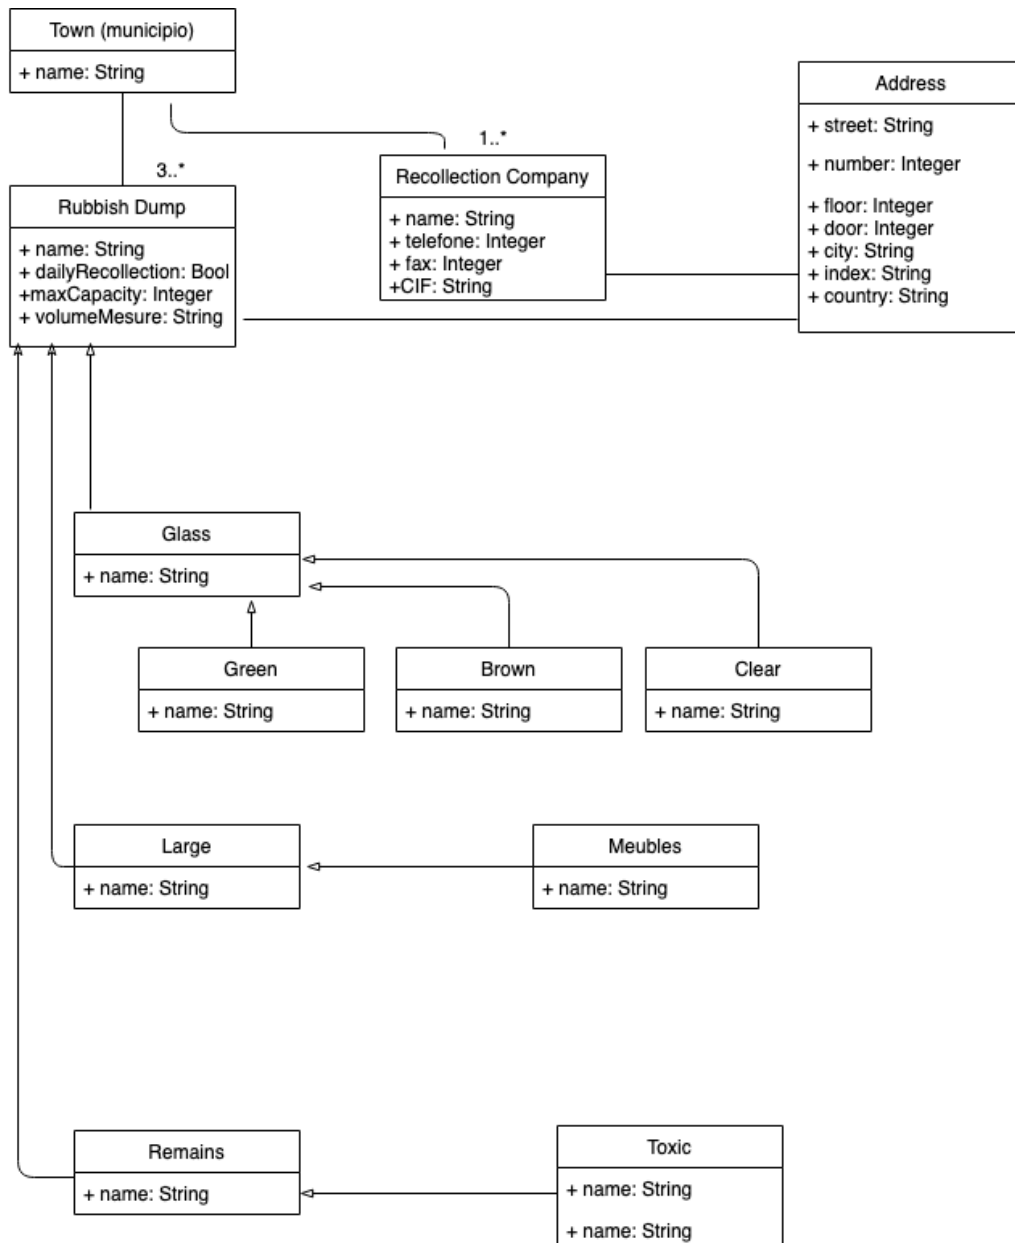 Town (municipio)
+ name: String
3..*
Rubbish Dump
+ name: String
+ dailyRecollection: Bool
+maxCapacity: Integer
+ volumeMesure: String
1..*
Recollection Company
+ name: String
+ telefone: Integer
+ fax: Integer
+CIF: String
Address
+ street: String
+ number: Integer
+ floor: Integer
+ door: Integer
+ city: String
+ index: String
+ country: String
Glass
+ name: String
Green
+ name: String
Brown
+ name: String
Clear
+ name: String
Large
+ name: String
Meubles
+ name: String
Remains
+ name: String
Toxic
+ name: String
+ name: String